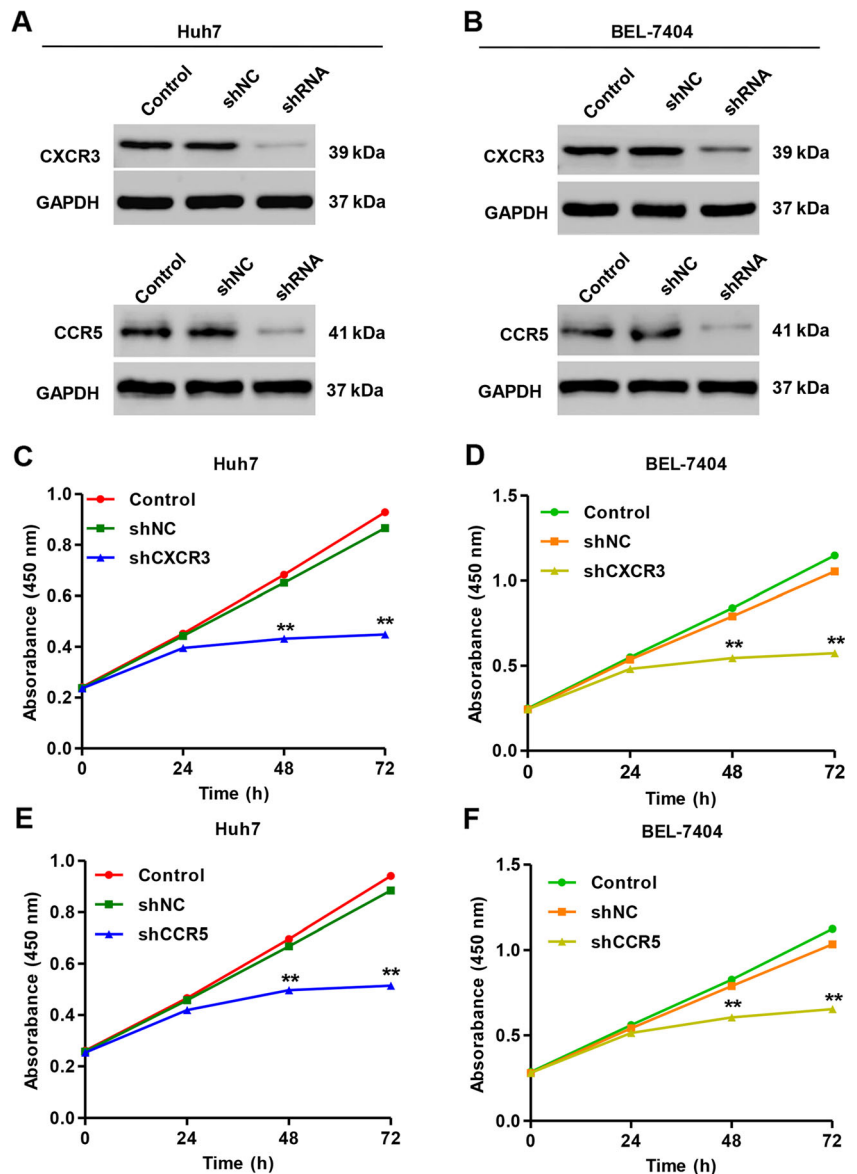 A
Huh7
Control
shNC
shRNA
CXCR3
39 kDa
GAPDH
37 kDa
Control
shNC
shRNA
CCR5
41 kDa
GAPDH
37 kDa
B
BEL-7404
Control
shNC
shRNA
CXCR3
39 kDa
GAPDH
37 kDa
Control
shNC
shRNA
CCR5
41 kDa
GAPDH
37 kDa
C
Huh7
Absorabance (450 nm)
1.0
0.8
0.6
0.4
0.2
0.0
Control
shNC
shCXCR3
**
**
0 24 48 72
Time (h)
D
BEL-7404
Absorabance (450 nm)
1.5
1.0
0.5
0.0
Control
shNC
shCXCR3
**
**
0 24 48 72
Time (h)
E
Huh7
Absorabance (450 nm)
1.0
0.8
0.6
0.4
0.2
0.0
Control
shNC
shCCR5
**
**
0 24 48 72
Time (h)
F
BEL-7404
Absorabance (450 nm)
1.5
1.0
0.5
0.0
Control
shNC
shCCR5
**
**
0 24 48 72
Time (h)